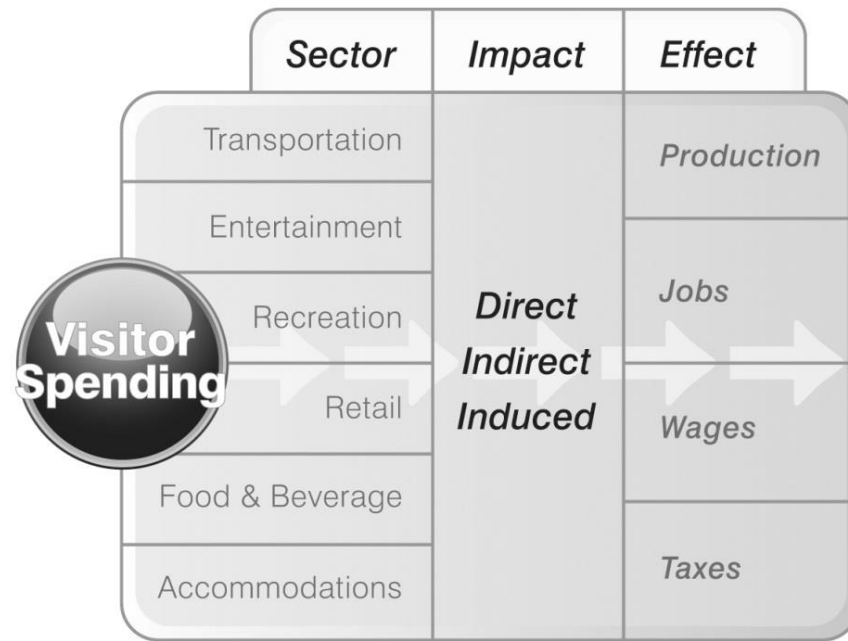 Sector
Impact
Effect
Visitor
Spending
Transportation
Entertainment
Recreation
Retail
Food & Beverage
Accommodations
Direct
Indirect
Induced
Production
Jobs
Wages
Taxes